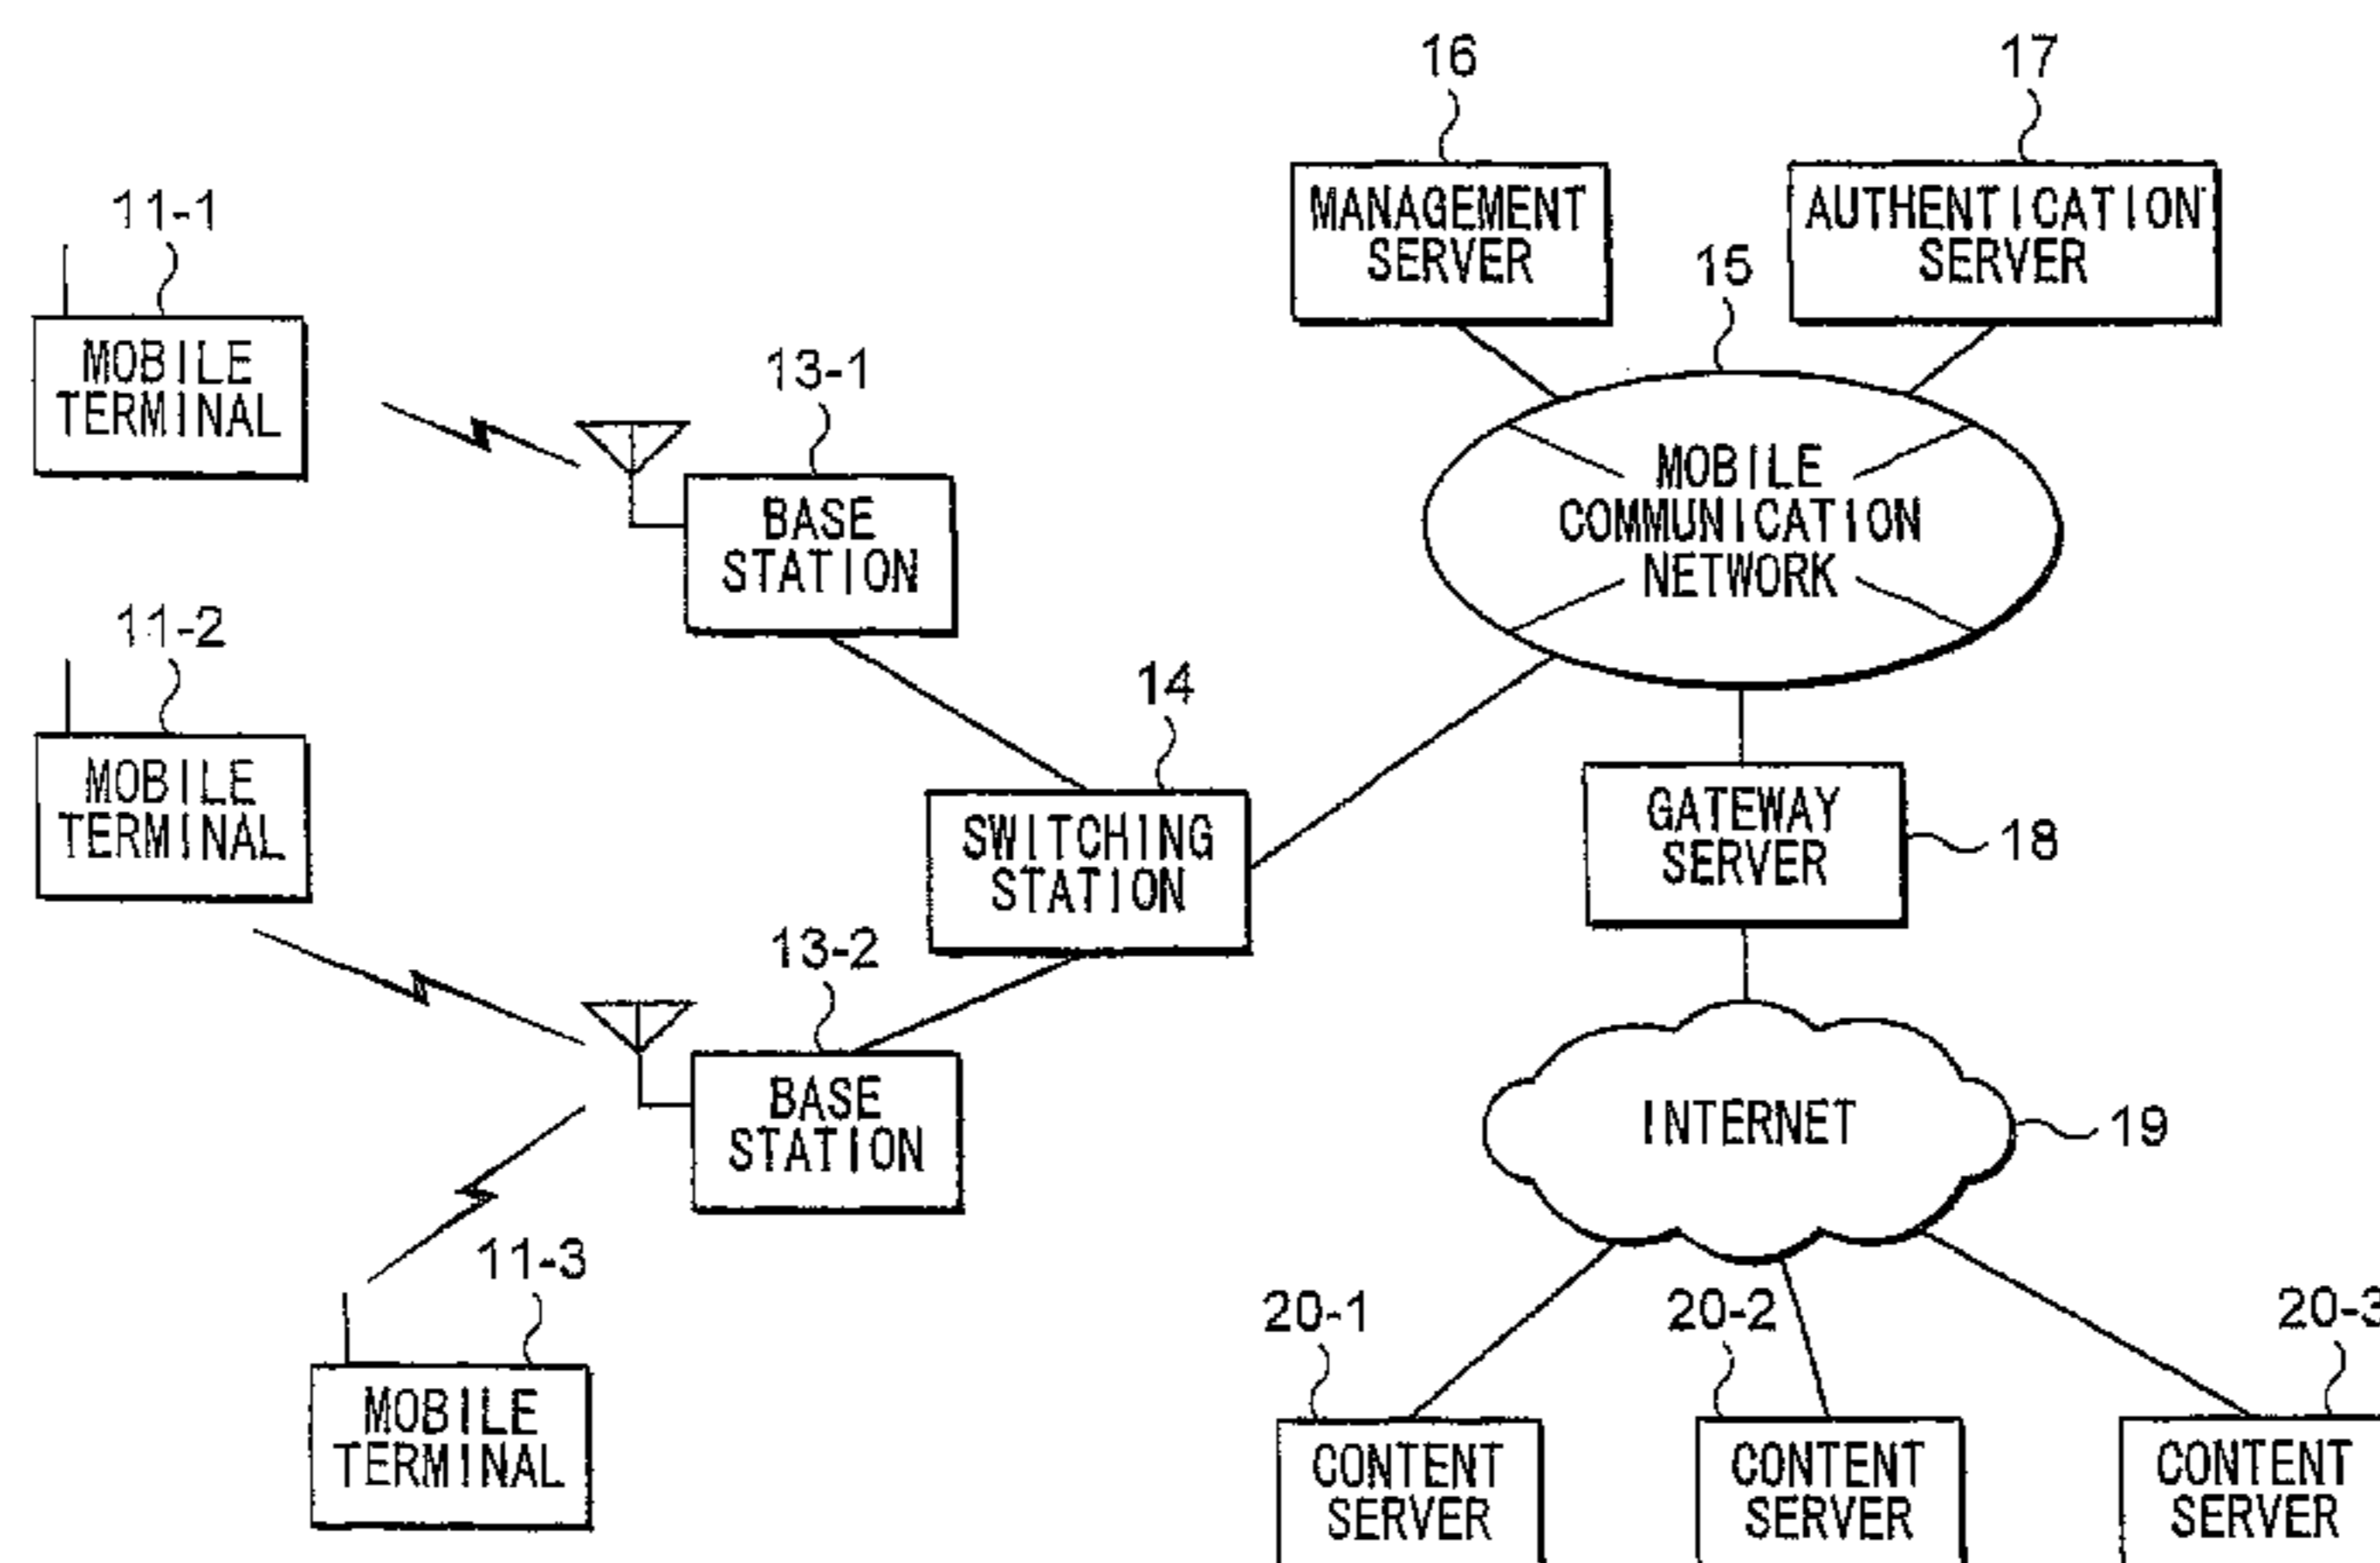 16
17
MANAGEMENT
SERVER
AUTHENTICATION
SERVER
11-1
15
MOBILE
TERMINAL
13-1
MOBILE
COMMUNICATION
NETWORK
BASE
STATION
11-2
14
MOBILE
TERMINAL
SWITCHING
STATION
GATEWAY
SERVER
18
13-2
BASE
STATION
INTERNET
19
11-3
20-1
20-2
20-3
MOBILE
TERMINAL
CONTENT
SERVER
CONTENT
SERVER
CONTENT
SERVER